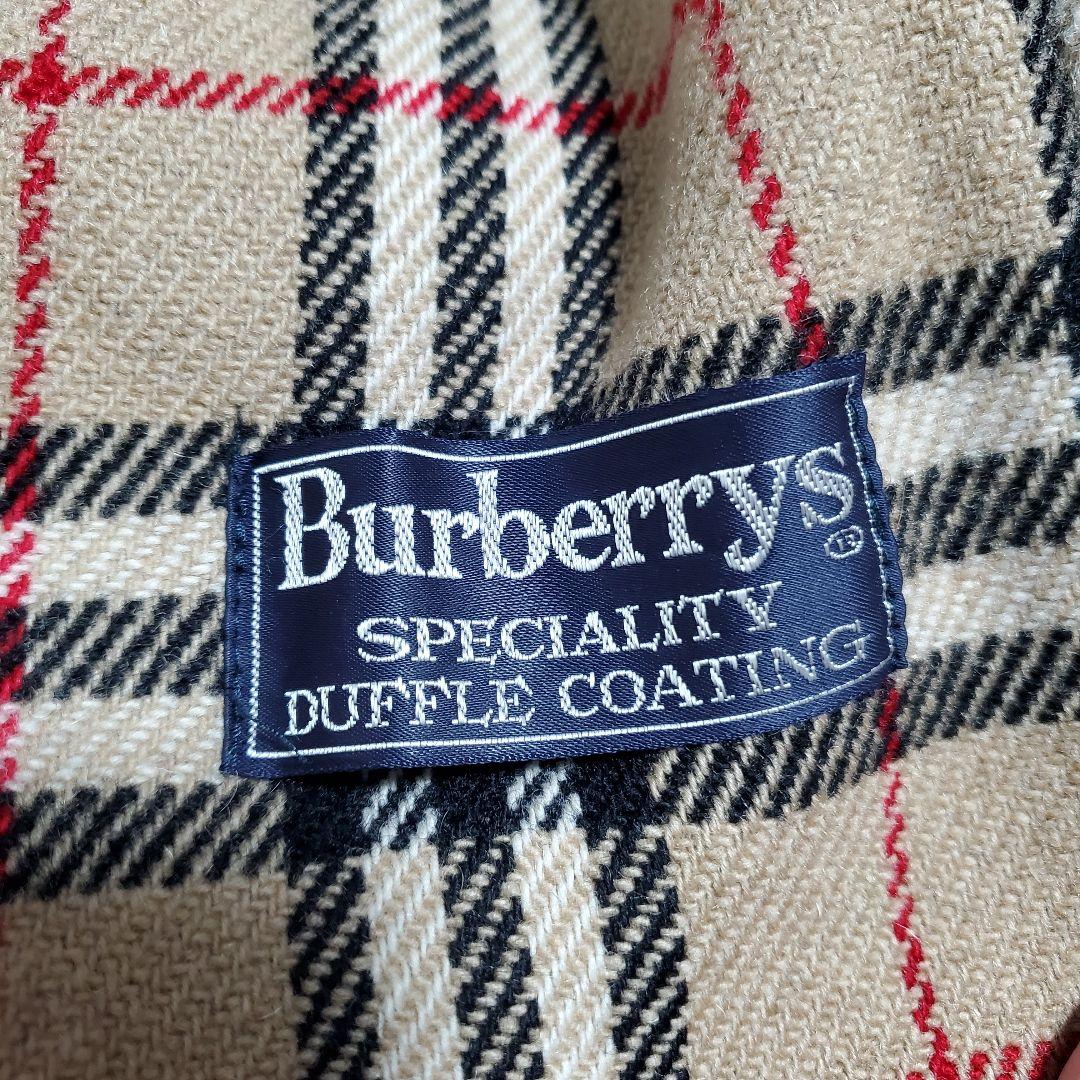 Burberrys®
SPECIALITY
DUFFLE COATING